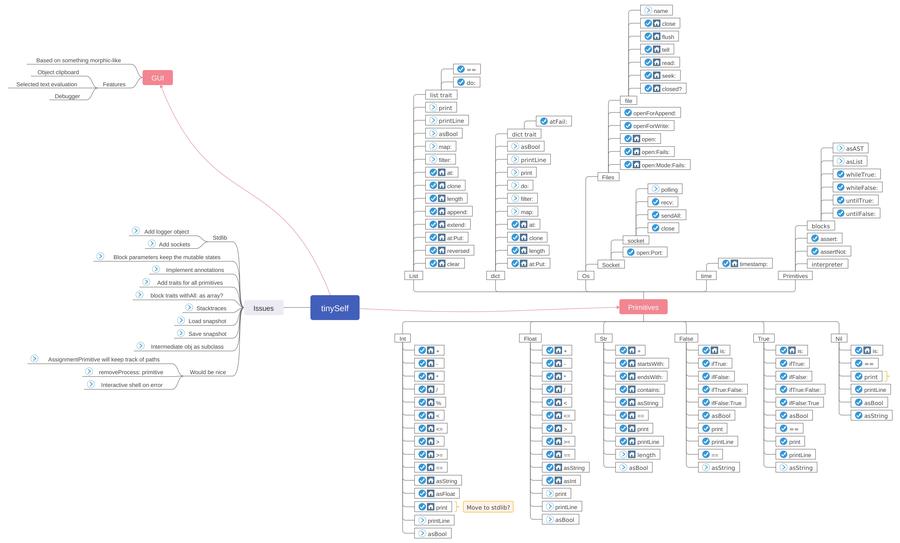 Based on something morphic-like
Object clipboard
Selected text evaluation
Debugger
Features
GUI
Add logger object
Add sockets
Stdlib
Block parameters keep the mutable states
Implement annotations
Add traits for all primitives
block traits withAll: as array?
Stacktraces
Load snapshot
Save snapshot
Intermediate obj as subclass
AssignmentPrimitive will keep track of paths
removeProcess: primitive
Interactive shell on error
Would be nice
Issues
tinySelf
Primitives
==
do:
list trait
print
printLine
asBool
map:
filter:
at:
clone
length
append:
extend:
at:Put:
reversed
clear
List
atFail:
dict trait
asBool
printLine
print
do:
filter:
map:
at:
clone
length
at:Put:
dict
name
close
flush
tell
read:
seek:
closed?
file
openForAppend:
openForWrite:
open:
open:Fails:
open:Mode:Fails:
Files
polling
recv:
sendAll:
close
socket
open:Port:
Socket
Os
timestamp:
time
asAST
asList
whileTrue:
whileFalse:
untilTrue:
untilFalse:
blocks
assert:
assertNot:
interpreter
Primitives
Int
+
-
*
/
%
<
<=
>
>=
==
asString
asFloat
print
Move to stdlib?
printLine
asBool
Float
+
-
*
/
<
<=
>
>=
==
asString
asInt
print
printLine
asBool
Str
+
startsWith:
endsWith:
contains:
asString
==
print
printLine
length
asBool
False
is:
ifTrue:
ifFalse:
ifTrue:False:
ifFalse:True
asBool
print
printLine
==
asString
True
is:
ifTrue:
ifFalse:
ifTrue:False:
ifFalse:True
asBool
==
print
printLine
asString
Nil
is:
==
print
printLine
asBool
asString